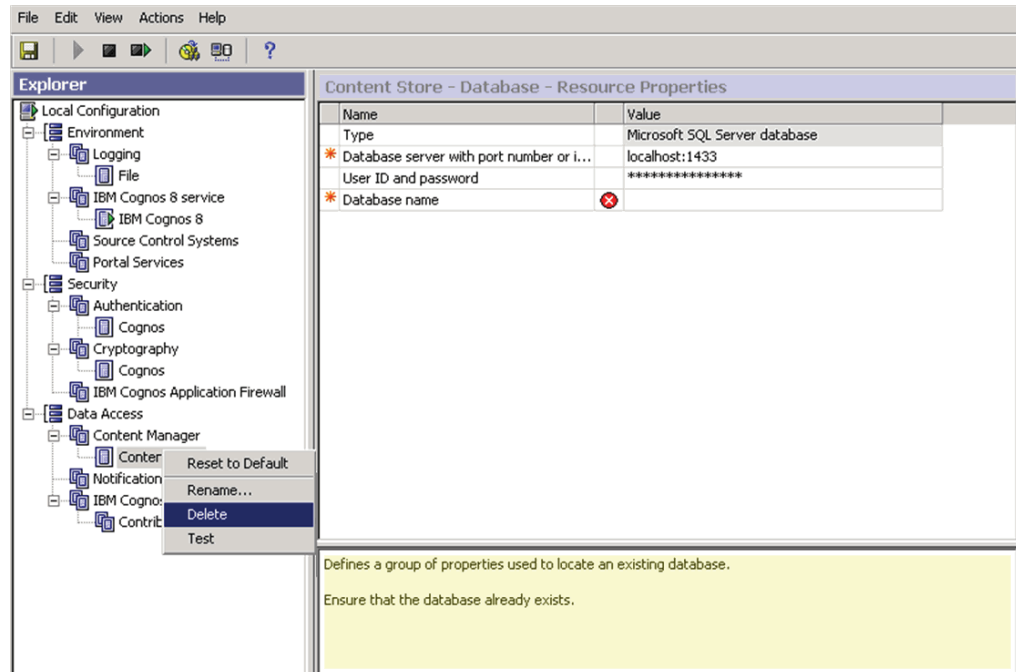 File Edit View Actions Help
?
Explorer
Local Configuration
Environment
Logging
File
IBM Cognos 8 service
IBM Cognos 8
Source Control Systems
Portal Services
Security
Authentication
Cognos
Cryptography
Cognos
IBM Cognos Application Firewall
Data Access
Content Manager
Conter
Notification
IBM Cogno
Contrib
Reset to Default
Rename...
Delete
Test
Content Store - Database - Resource Properties
Name Value
Type Microsoft SQL Server database
* Database server with port number or i... localhost:1433
User ID and password ***************
* Database name
Defines a group of properties used to locate an existing database.
Ensure that the database already exists.